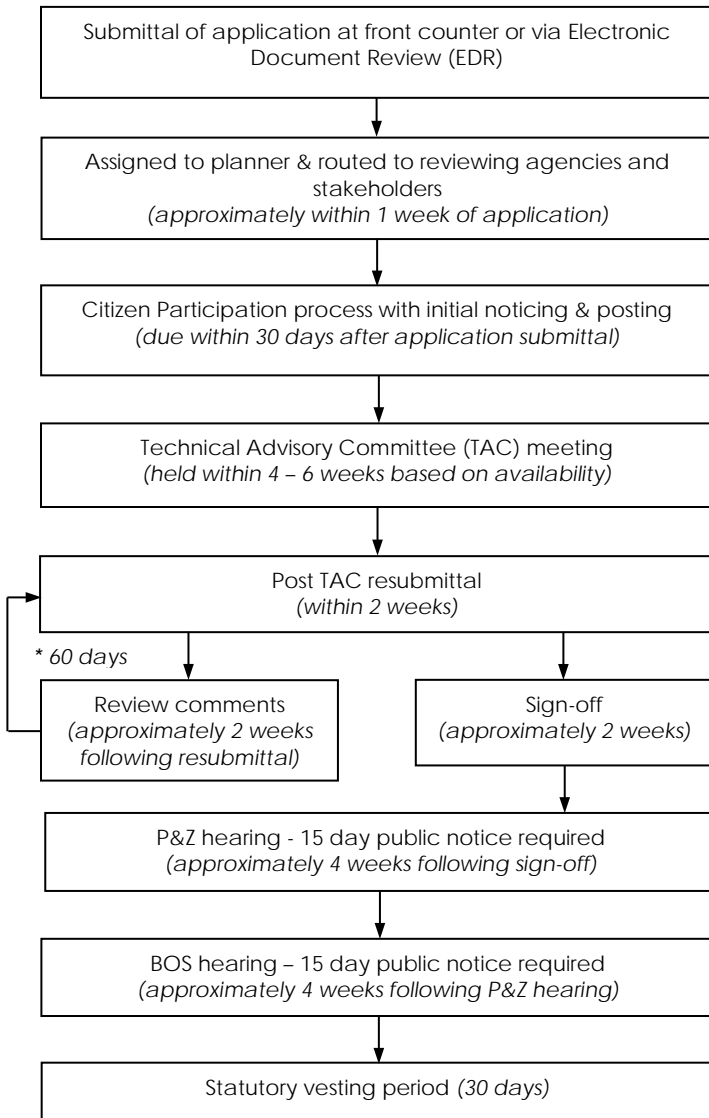 Submittal of application at front counter or via Electronic
Document Review (EDR)
Assigned to planner & routed to reviewing agencies and
stakeholders
(approximately within 1 week of application)
Citizen Participation process with initial noticing & posting
(due within 30 days after application submittal)
Technical Advisory Committee (TAC) meeting
(held within 4 – 6 weeks based on availability)
Post TAC resubmittal
(within 2 weeks)
* 60 days
Review comments
(approximately 2 weeks
following resubmittal)
Sign-off
(approximately 2 weeks)
P&Z hearing - 15 day public notice required
(approximately 4 weeks following sign-off)
BOS hearing – 15 day public notice required
(approximately 4 weeks following P&Z hearing)
Statutory vesting period (30 days)